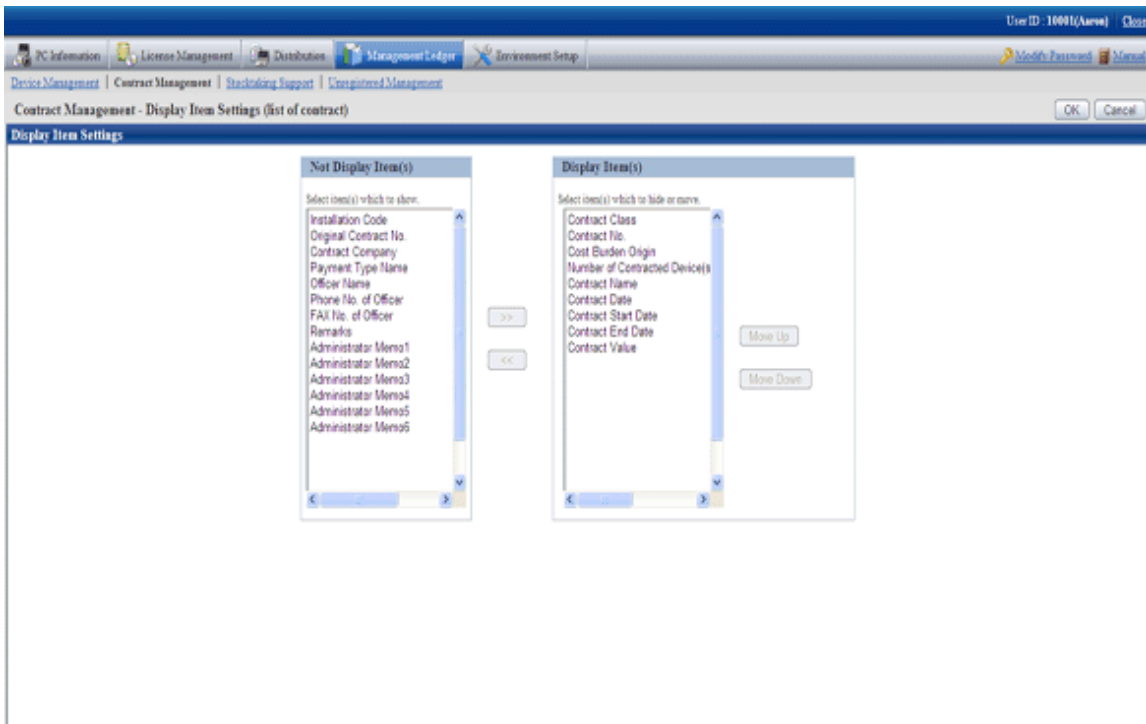 User ID : 10001(Aaron) Close
PC Information License Management Distribution Management Ledger Environment Setup Modify Password Manual
Device Management | Contract Management | Stocktaking Support | Unregistered Management
Contract Management - Display Item Settings (list of contract) OK Cancel
Display Item Settings
Not Display Item(s)
Select item(s) which to show.
Installation Code
Original Contract No.
Contract Company
Payment Type Name
Officer Name
Phone No. of Officer
FAX No. of Officer
Remarks
Administrator Memo1
Administrator Memo2
Administrator Memo3
Administrator Memo4
Administrator Memo5
Administrator Memo6
>>
<<
Display Item(s)
Select item(s) which to hide or move.
Contract Class
Contract No.
Cost Burden Origin
Number of Contracted Device(s
Contract Name
Contract Date
Contract Start Date
Contract End Date
Contract Value
Move Up
Move Down